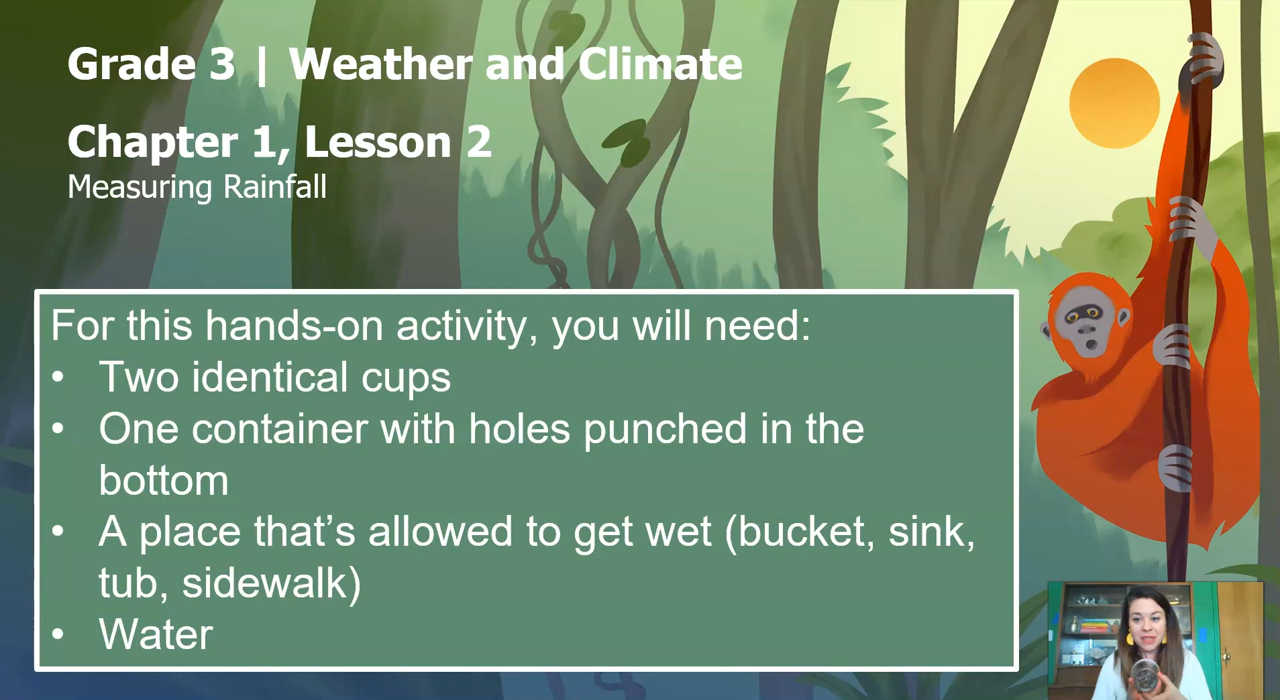 Grade 3 | Weather and Climate
Chapter 1, Lesson 2
Measuring Rainfall
For this hands-on activity, you will need:
• Two identical cups
• One container with holes punched in the
bottom
• A place that’s allowed to get wet (bucket, sink,
tub, sidewalk)
• Water